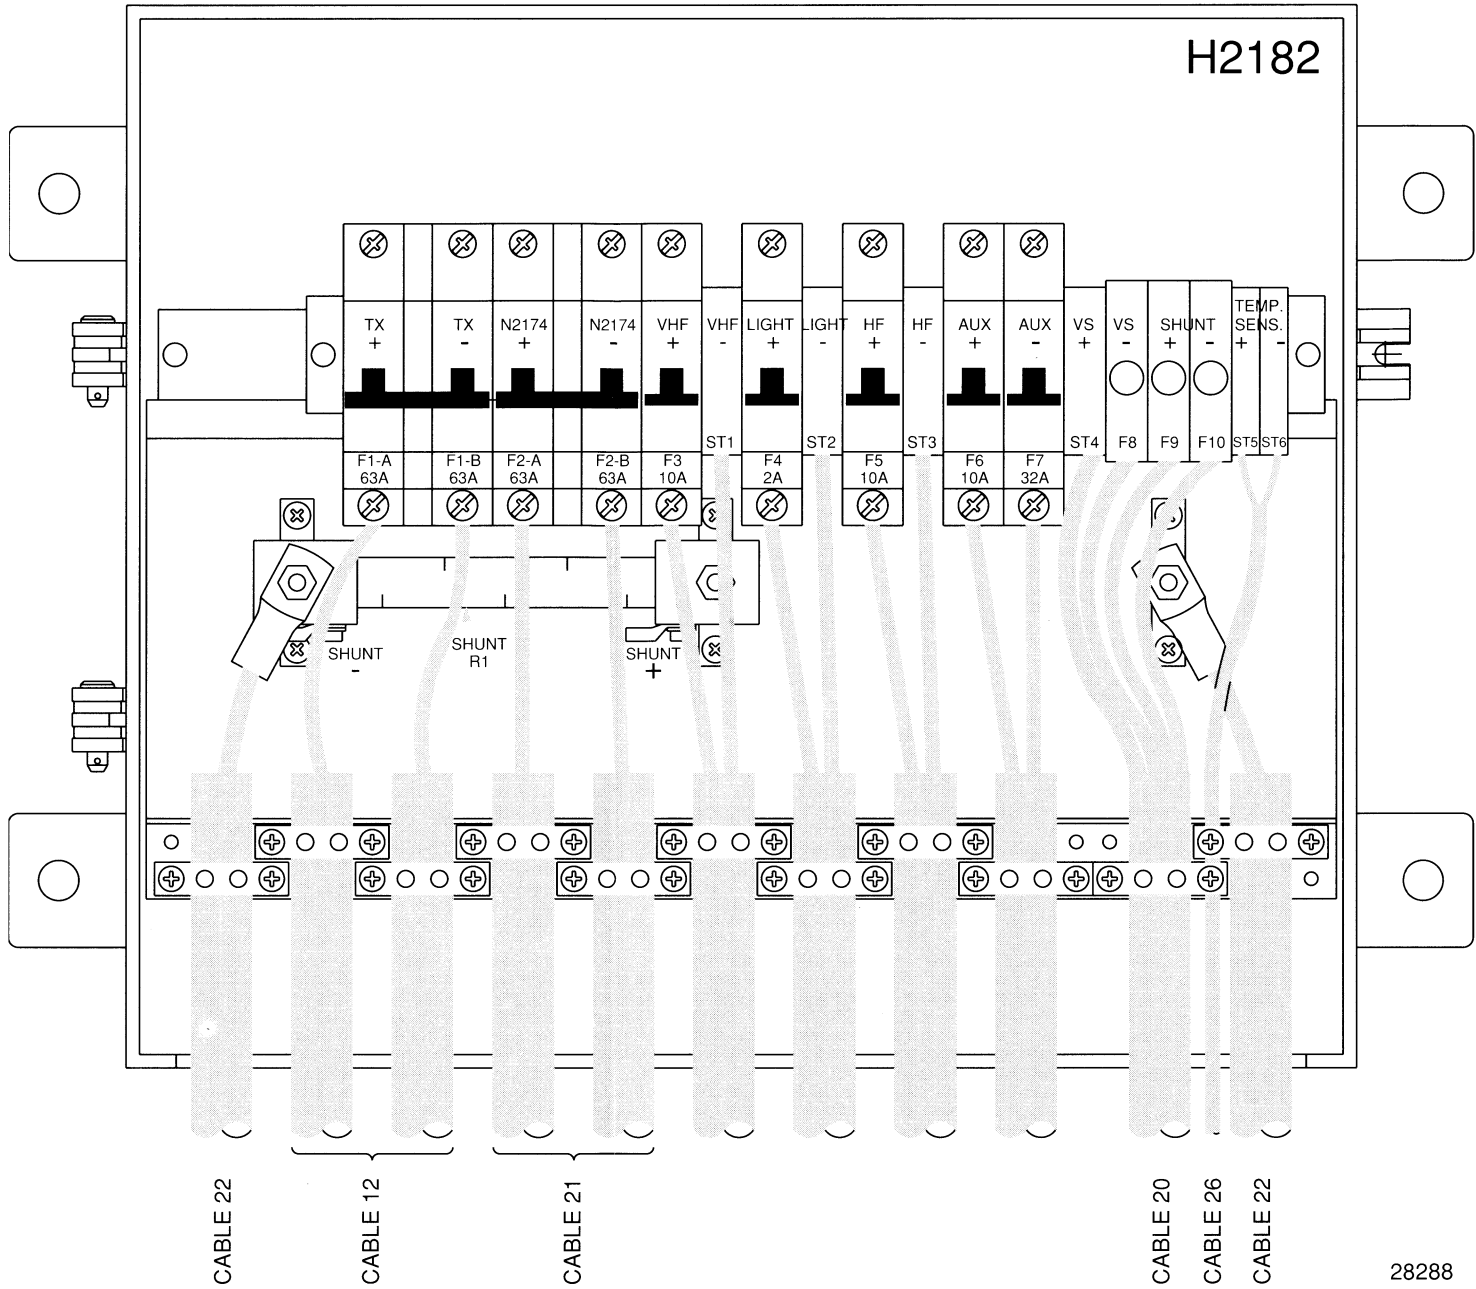 H2182
TX TX N2174 N2174 VHF VHF LIGHT LIGHT HF HF AUX AUX VS VS SHUNT TEMP. SENS.
+ - + - + - + - + - + - + - + - + -
ST1 ST2 ST3 ST4 F8 F9 F10 ST5 ST6
F1-A F1-B F2-A F2-B F3 F4 F5 F6 F7
63A 63A 63A 63A 10A 2A 10A 10A 32A
SHUNT
-
SHUNT
R1
SHUNT
+
CABLE 22
CABLE 12
CABLE 21
CABLE 20
CABLE 26
CABLE 22
28288